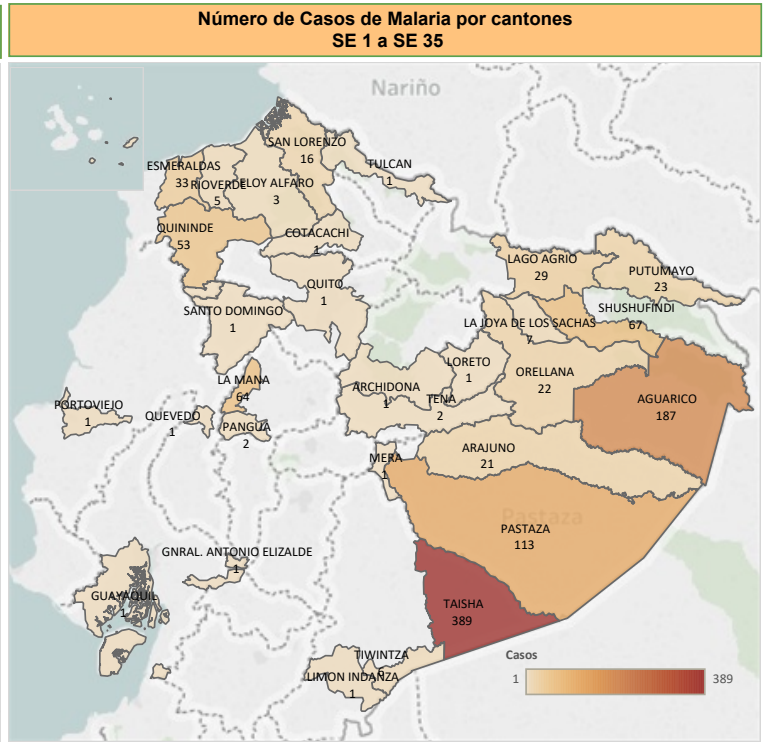 Número de Casos de Malaria por cantones
SE 1 a SE 35
Nariño
SAN LORENZO
16
TULCAN
1
ESMERALDAS
33
RIOVERDE
5
ELOY ALFARO
3
QUININDE
53
COTACACHI
1
LAGO AGRIO
29
PUTUMAYO
23
QUITO
1
SANTO DOMINGO
1
SHUSHUFINDI
67
LA JOYA DE LOS SACHAS
7
LORETO
1
ORELLANA
22
LA MANA
64
ARCHIDONA
1
TENA
2
AGUARICO
187
PORTOVIEJO
1
QUEVEDO
1
PANGUA
2
MERA
1
ARAJUNO
21
Pastaza
PASTAZA
113
GNRAL. ANTONIO ELIZALDE
1
GUAYAQUIL
1
TAISHA
389
TIWINTZA
LIMON INDANZA
1
Casos
1
389